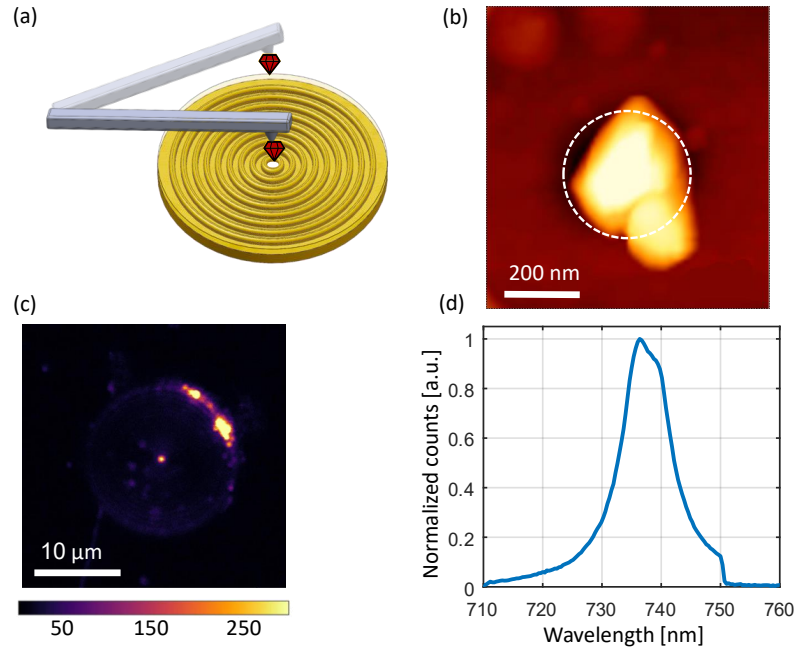 (a)
(b)
200 nm
(c)
10 μm
50 150 250
(d)
Normalized counts [a.u.]
1
0.8
0.6
0.4
0.2
0
710 720 730 740 750 760
Wavelength [nm]